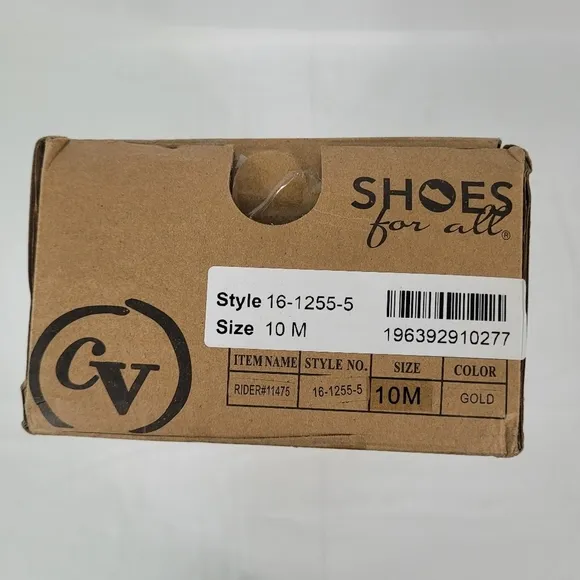 SHOES
for all®
Style 16-1255-5
Size 10 M
196392910277
CV
ITEM NAME STYLE NO. SIZE COLOR
RIDER#11475 16-1255-5 10M GOLD